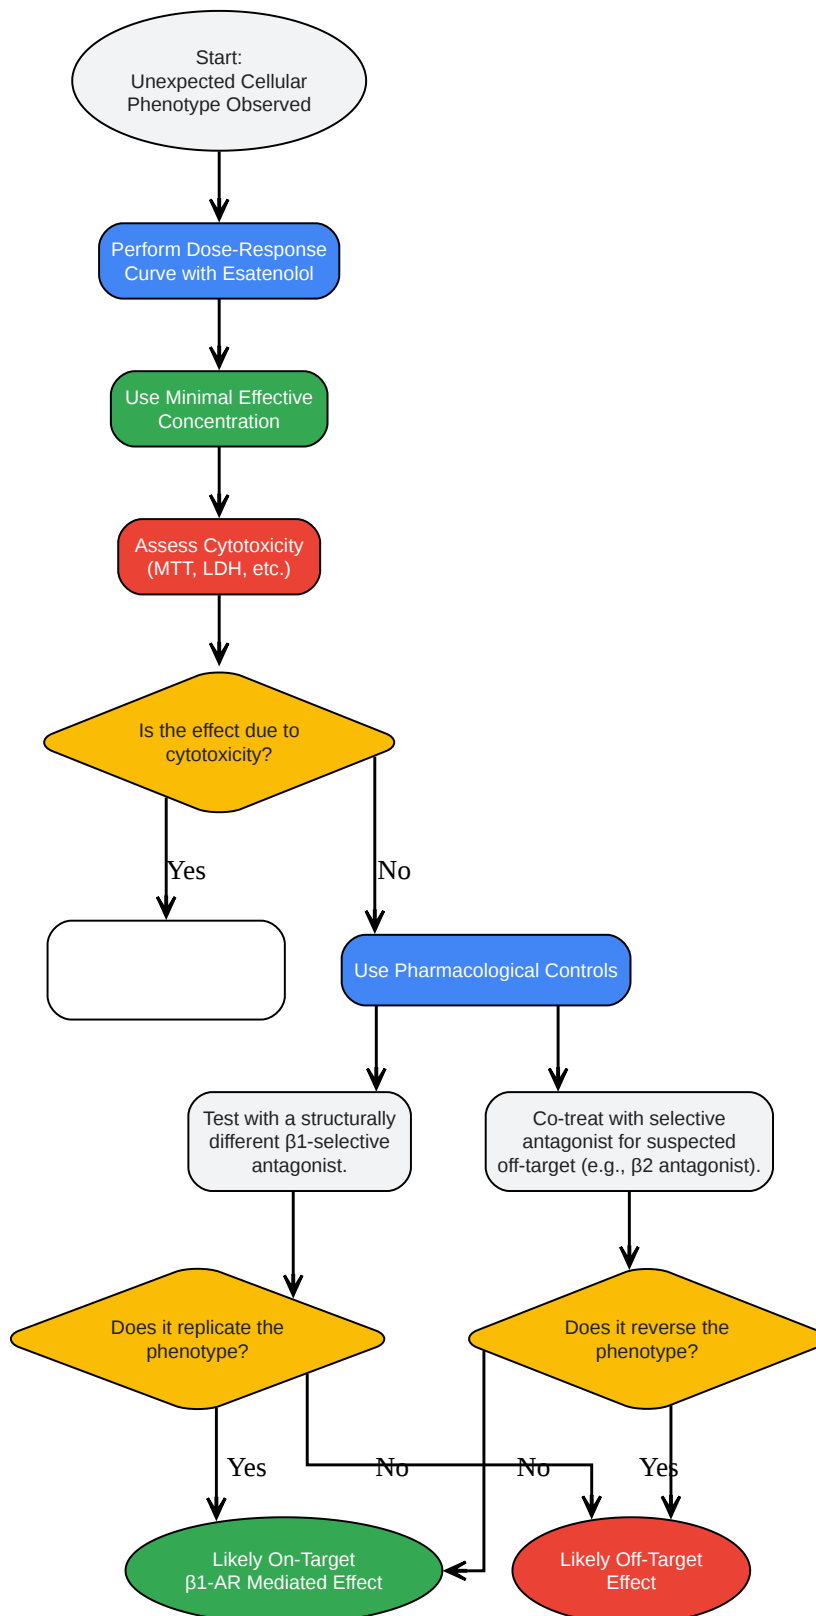 Start:
Unexpected Cellular
Phenotype Observed
Perform Dose-Response
Curve with Esatenolol
Use Minimal Effective
Concentration
Assess Cytotoxicity
(MTT, LDH, etc.)
Is the effect due to
cytotoxicity?
Yes
No
Use Pharmacological Controls
Test with a structurally
different β1-selective
antagonist.
Co-treat with selective
antagonist for suspected
off-target (e.g., β2 antagonist).
Does it replicate the
phenotype?
Does it reverse the
phenotype?
Yes
No
No
Yes
Likely On-Target
β1-AR Mediated Effect
Likely Off-Target
Effect